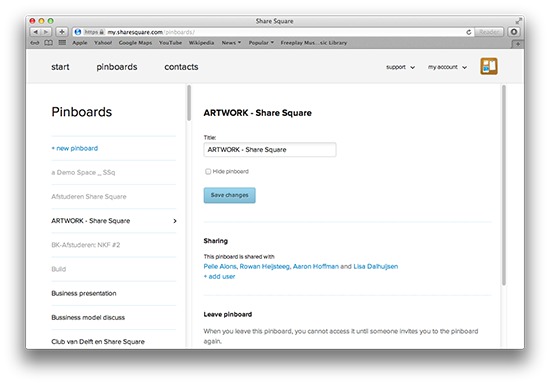 Share Square
my.sharesquare.com/pinboards/
Reader
Apple Yahoo! Google Maps YouTube Wikipedia News Popular Freeplay Mus...sic Library
start pinboards contacts support my account
Pinboards
+ new pinboard
a Demo Space _ SSq
Afstuderen Share Square
ARTWORK - Share Square
BK-Afstuderen: NKF #2
Build
Business presentation
Bussiness model discuss
Club van Delft en Share Square
ARTWORK - Share Square
Title:
ARTWORK - Share Square
Hide pinboard
Save changes
Sharing
This pinboard is shared with
Pelle Alons, Rowan Højsteeg, Aaron Hoffman and Lisa Dalhuijsen
+ add user
Leave pinboard
When you leave this pinboard, you cannot access it until someone invites you to the pinboard
again.